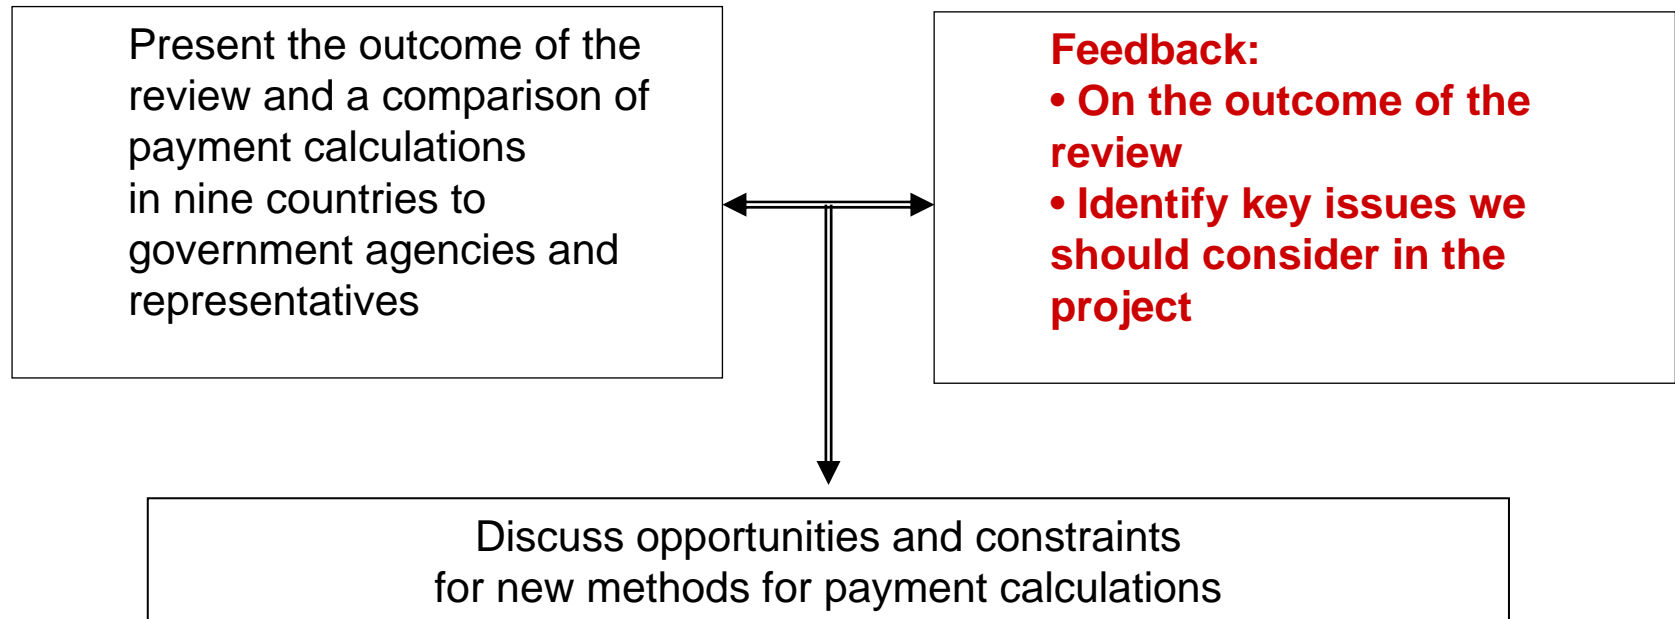 Present the outcome of the
review and a comparison of
payment calculations
in nine countries to
government agencies and
representatives
Feedback:
• On the outcome of the
review
• Identify key issues we
should consider in the
project
Discuss opportunities and constraints
for new methods for payment calculations